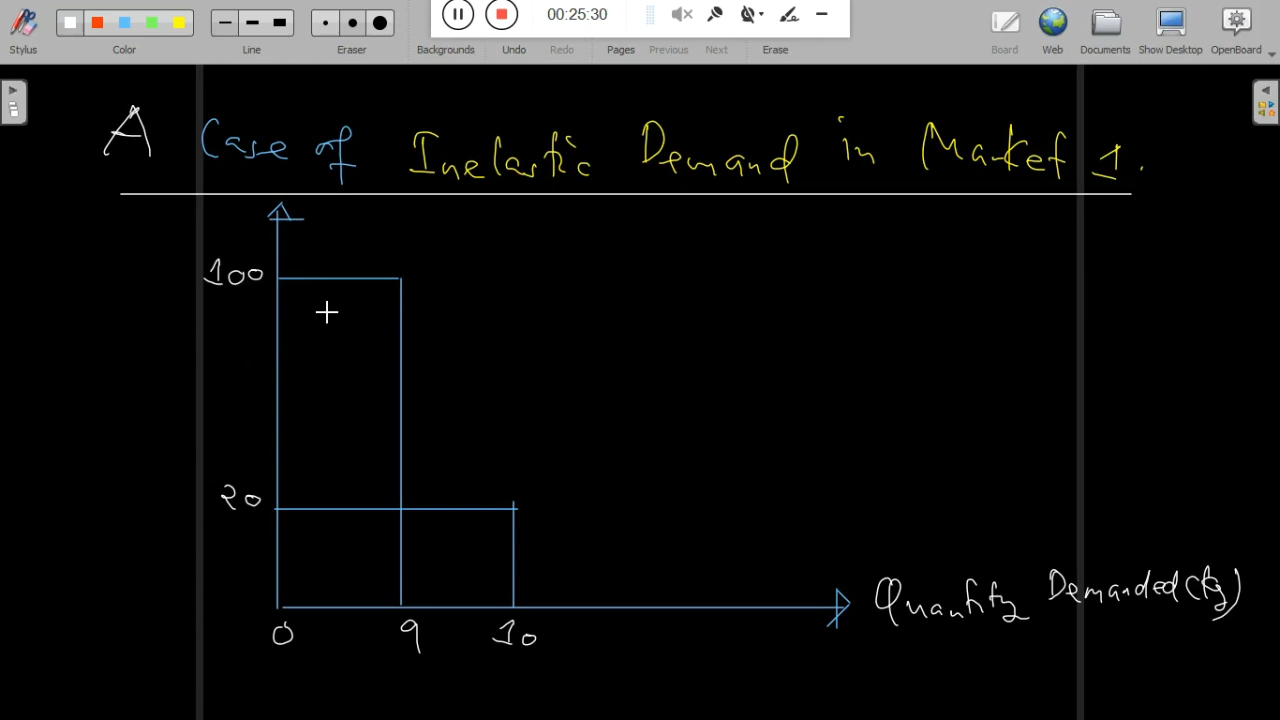 00:25:30
Stylus Color Line Eraser Backgrounds Undo Redo Pages Previous Next Erase Board Web Documents Show Desktop OpenBoard
A Case of Inelastic Demand in Market 1.
100
20
Quantity Demanded (kg)
0 9 10